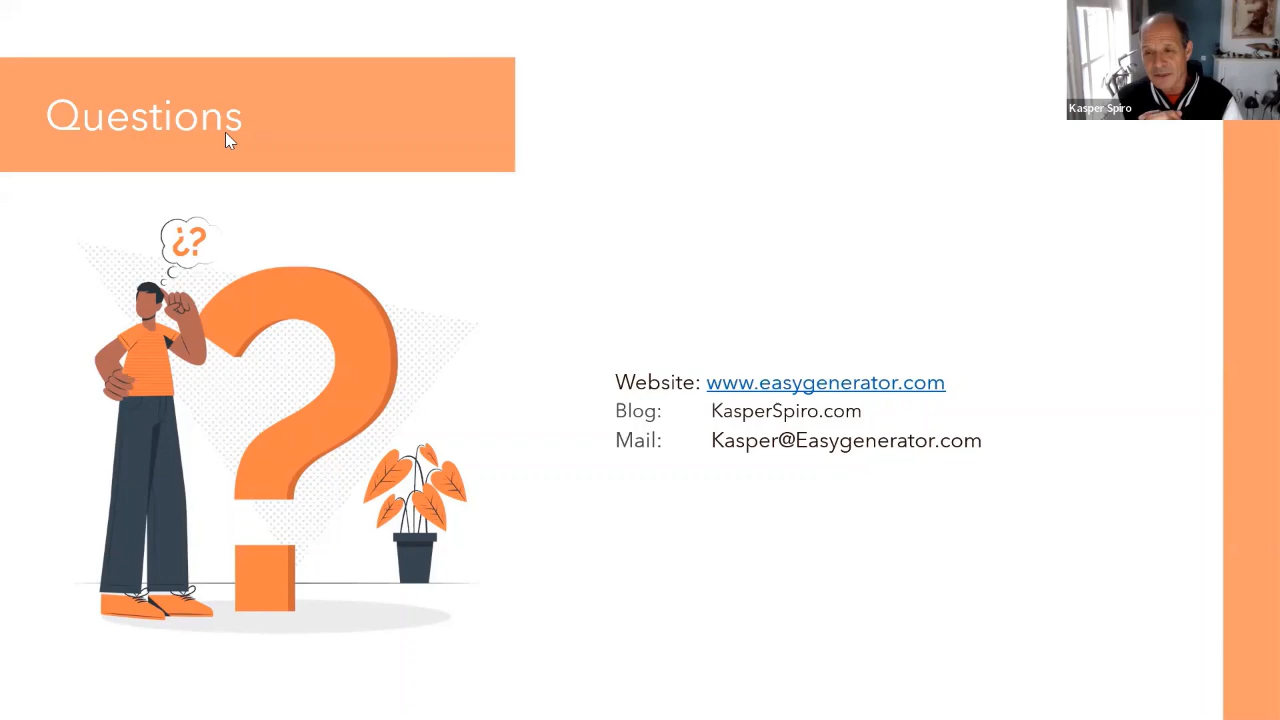 Questions
Kasper Spiro
¿?
Website: www.easygenerator.com
Blog: KasperSpiro.com
Mail: Kasper@Easygenerator.com